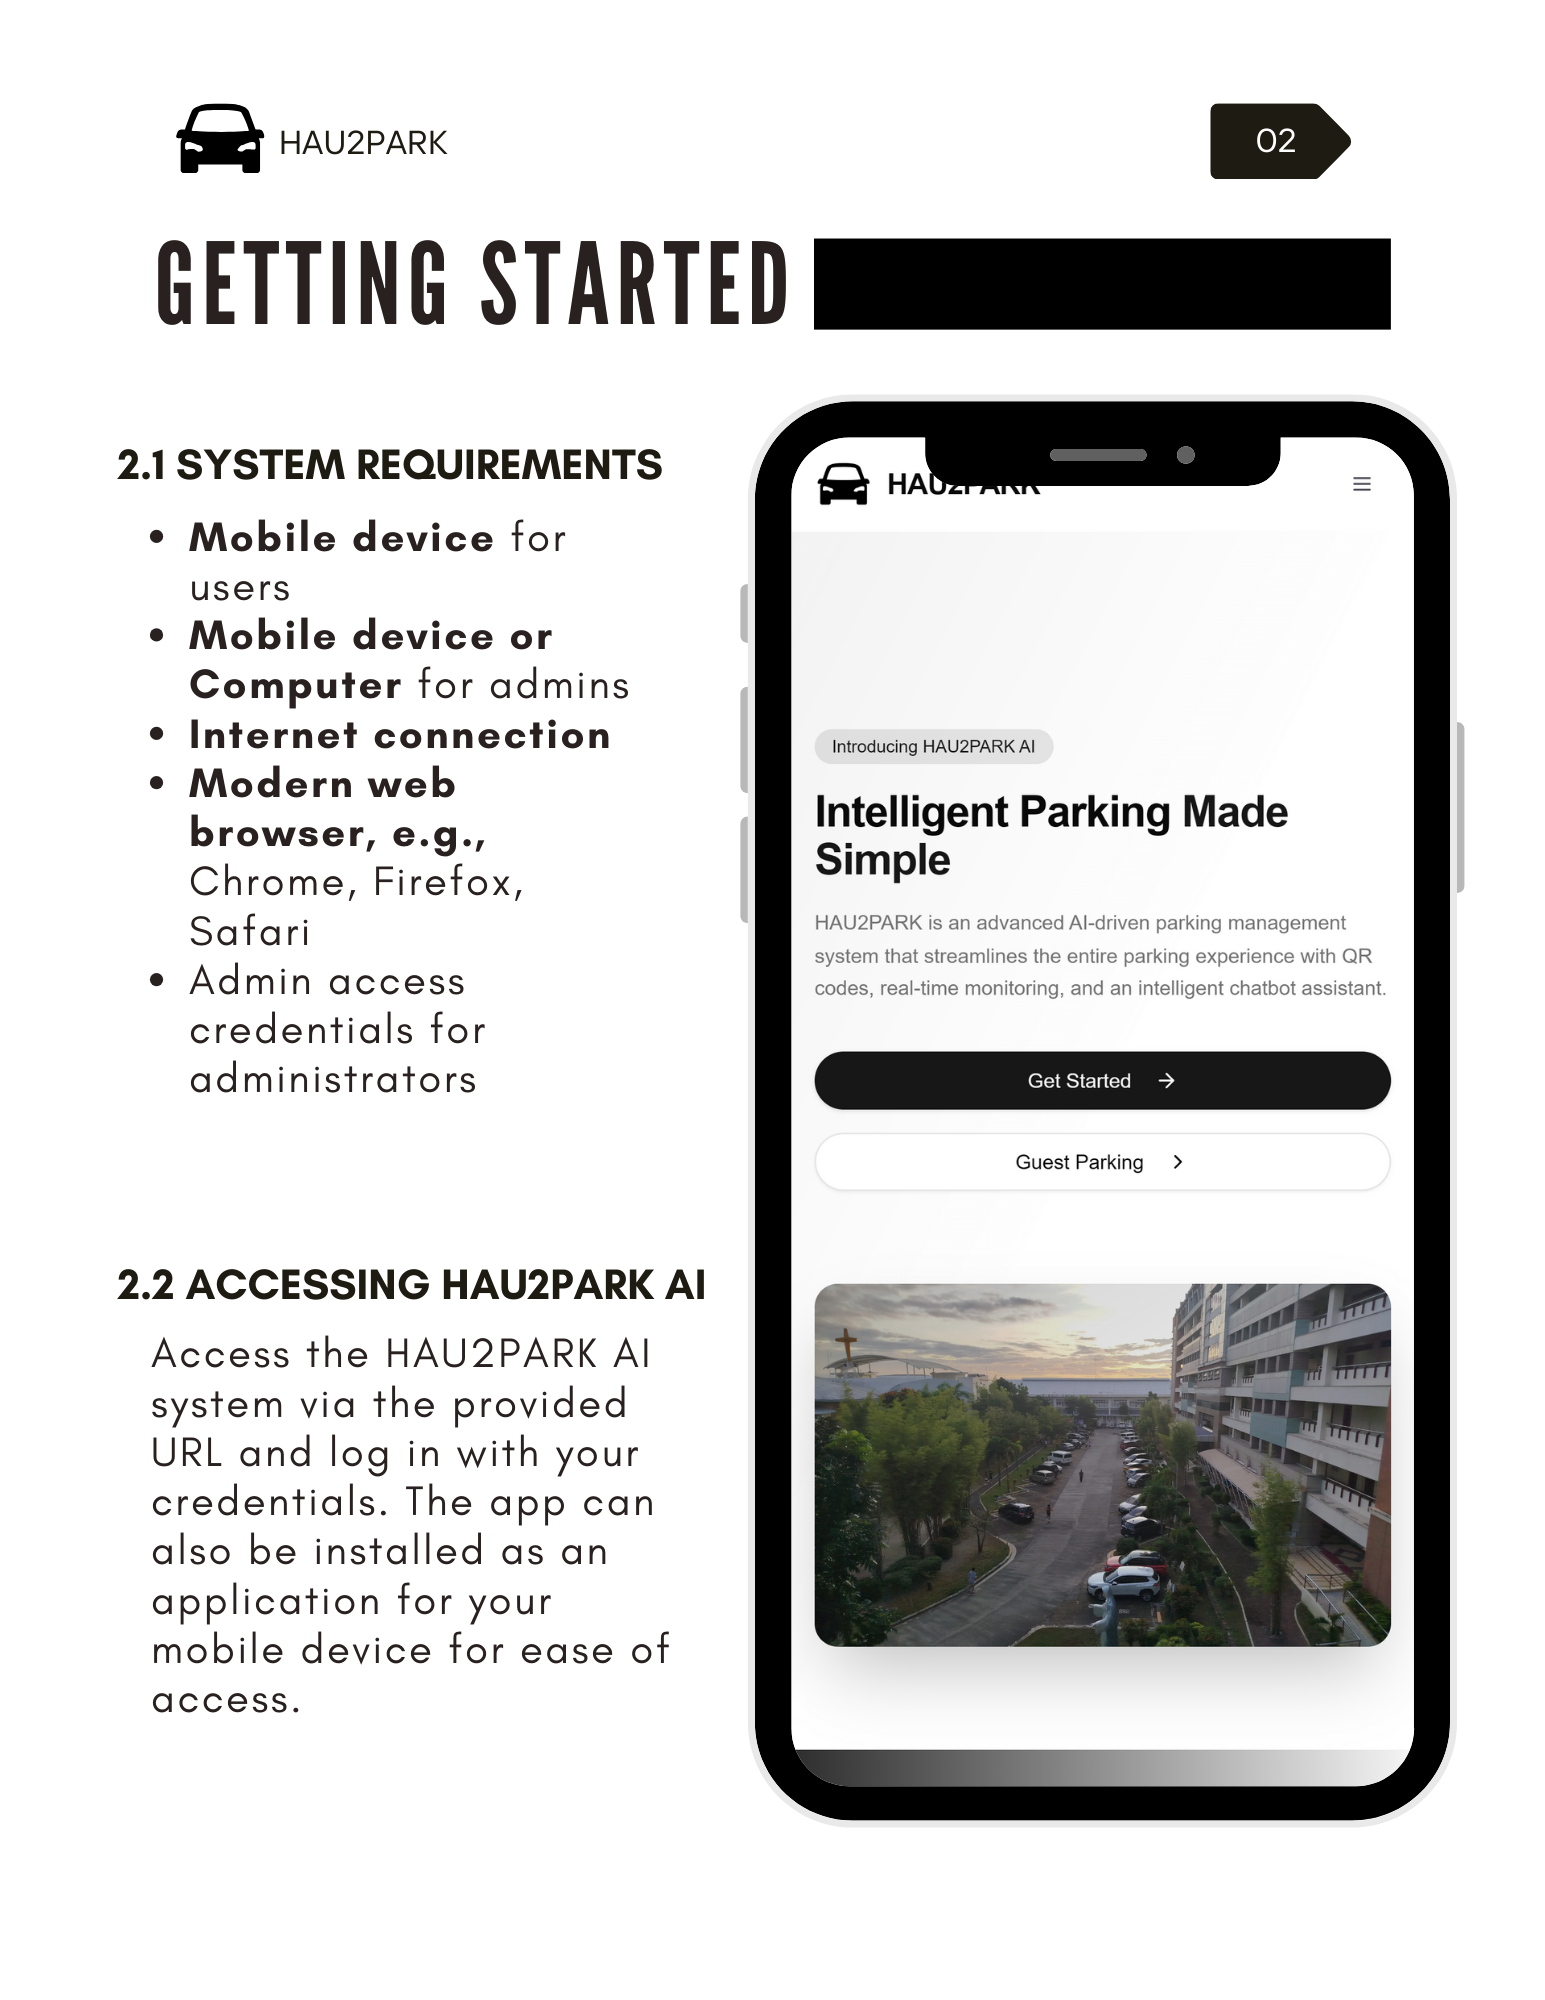 HAU2PARK
02
GETTING STARTED
2.1 SYSTEM REQUIREMENTS
• Mobile device for
users
• Mobile device or
Computer for admins
• Internet connection
• Modern web
browser, e.g.,
Chrome, Firefox,
Safari
• Admin access
credentials for
administrators
2.2 ACCESSING HAU2PARK AI
Access the HAU2PARK AI
system via the provided
URL and log in with your
credentials. The app can
also be installed as an
application for your
mobile device for ease of
access.
HAU2PARK
Introducing HAU2PARK AI
Intelligent Parking Made
Simple
HAU2PARK is an advanced AI-driven parking management
system that streamlines the entire parking experience with QR
codes, real-time monitoring, and an intelligent chatbot assistant.
Get Started →
Guest Parking >